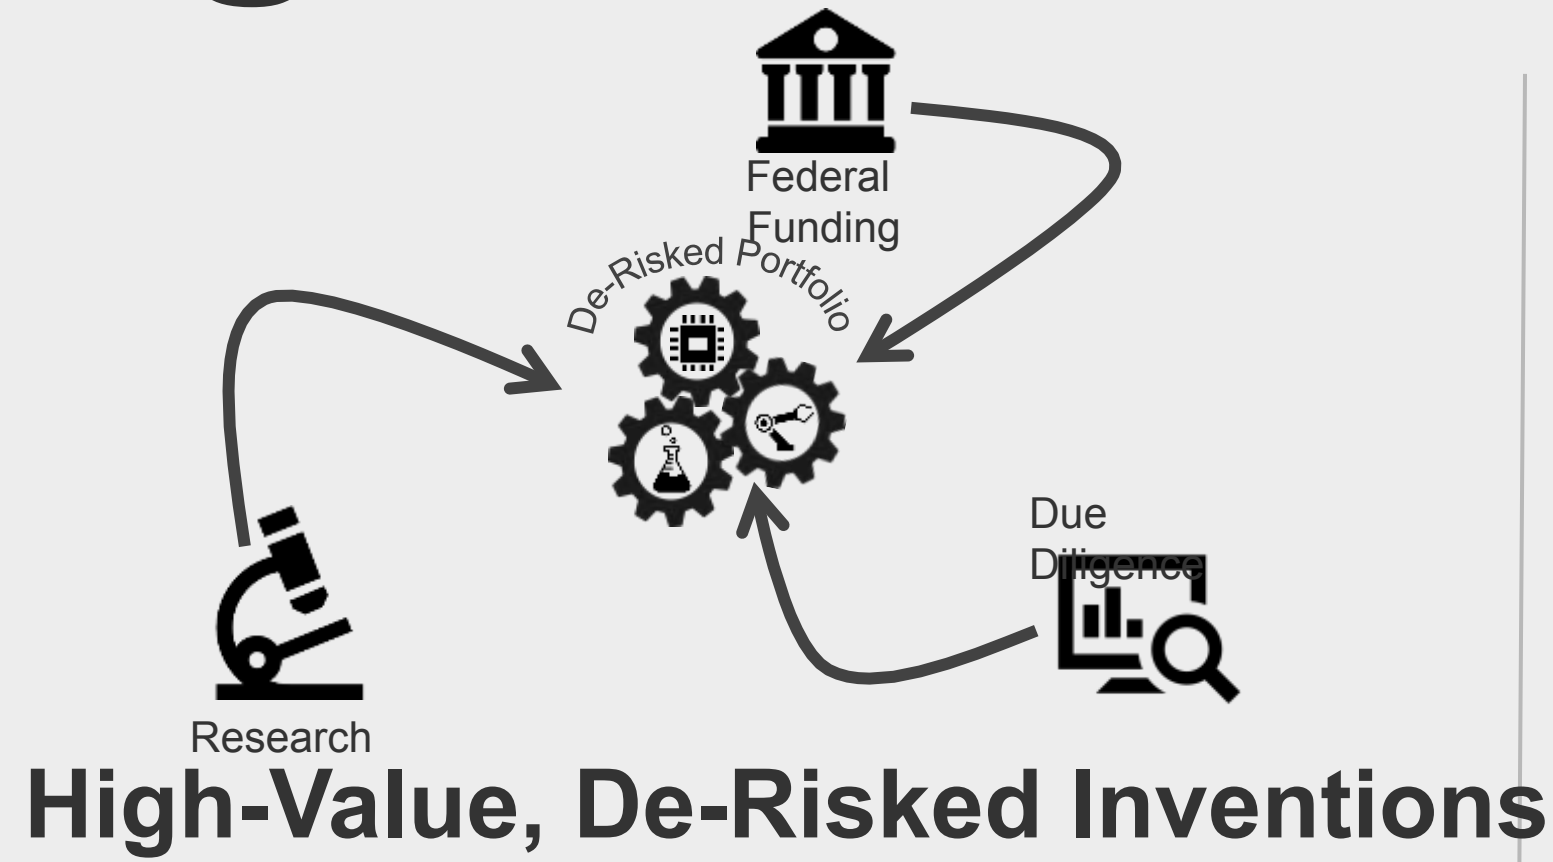 Federal
Funding
De-Risked Portfolio
Due
Diligence
Research
High-Value, De-Risked Inventions